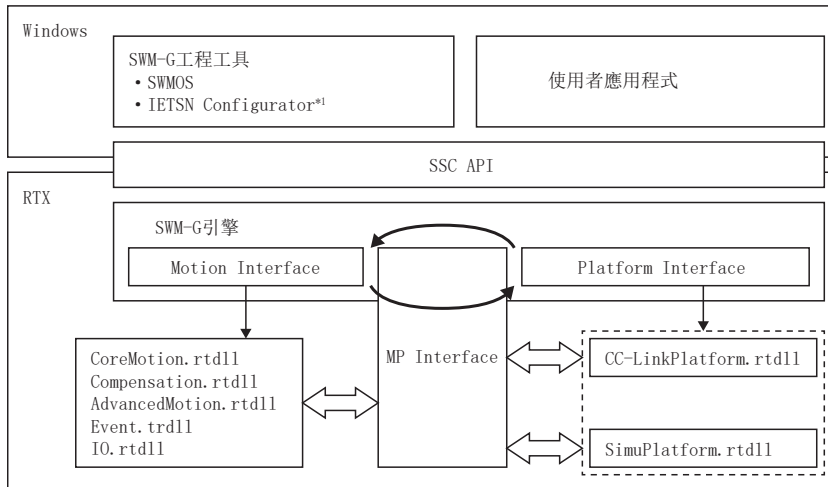 Windows
SWM-G工程工具
・SWMOS
・IETSN Configurator*1
使用者應用程式
SSC API
RTX
SWM-G引擎
Motion Interface
Platform Interface
CoreMotion.rtdll
Compensation.rtdll
AdvancedMotion.rtdll
Event.trdll
IO.rtdll
MP Interface
CC-LinkPlatform.rtdll
SimuPlatform.rtdll